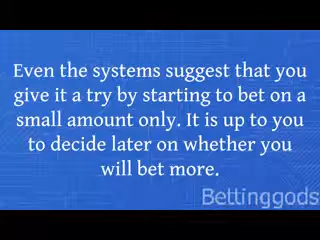 Even the systems suggest that you
give it a try by starting to bet on a
small amount only. It is up to you
to decide later on whether you
will bet more.
Bettinggods